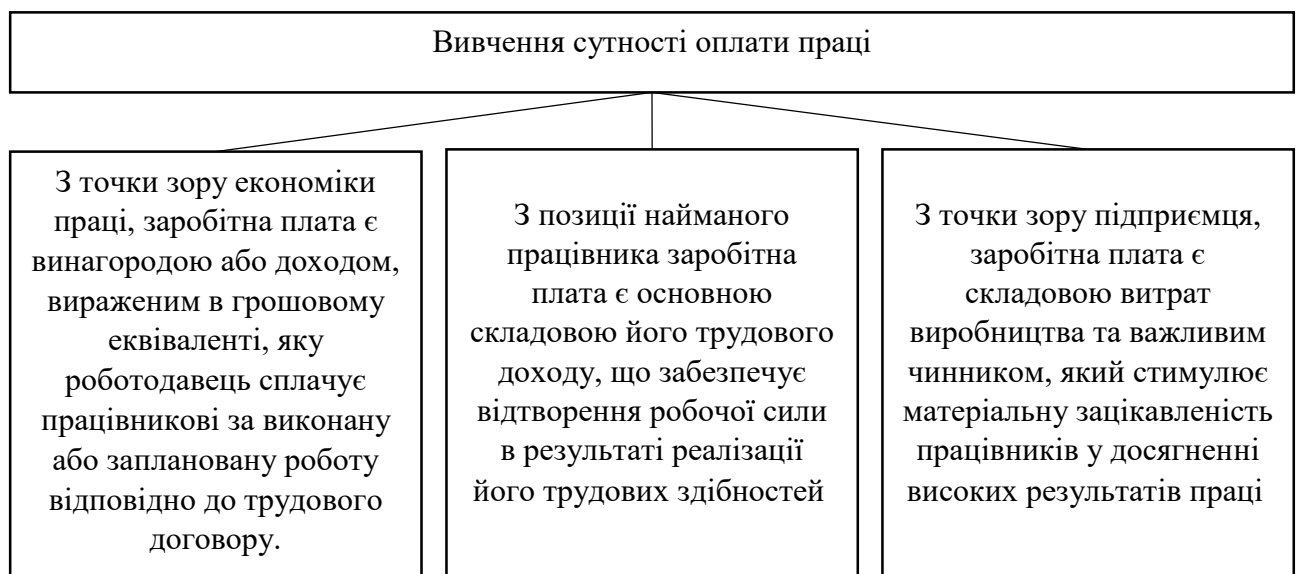 Вивчення сутності оплати праці
З точки зору економіки
праці, заробітна плата є
винагородою або доходом,
вираженим в грошовому
еквіваленті, яку
роботодавець сплачує
працівникові за виконану
або заплановану роботу
відповідно до трудового
договору.
З позиції найманого
працівника заробітна
плата є основною
складовою його трудового
доходу, що забезпечує
відтворення робочої сили
в результаті реалізації
його трудових здібностей
З точки зору підприємця,
заробітна плата є
складовою витрат
виробництва та важливим
чинником, який стимулює
матеріальну зацікавленість
працівників у досягненні
високих результатів праці